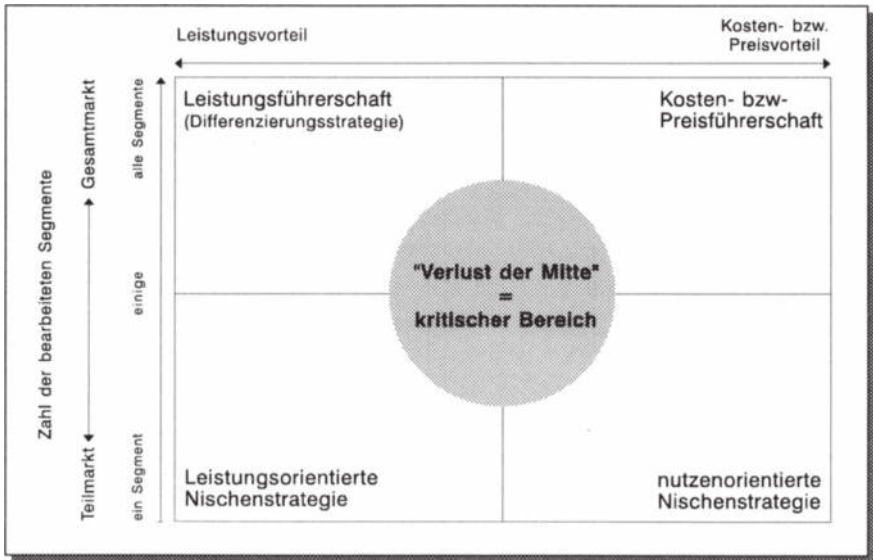 Leistungsvorteil
Kosten- bzw.
Preisvorteil
Zahl der bearbeiteten Segmente
Gesamtmarkt
Teilmarkt
alle Segmente
einige
ein Segment
Leistungsführerschaft
(Differenzierungsstrategie)
Kosten- bzw-
Preisführerschaft
"Verlust der Mitte"
=
kritischer Bereich
Leistungsorientierte
Nischenstrategie
nutzenorientierte
Nischenstrategie